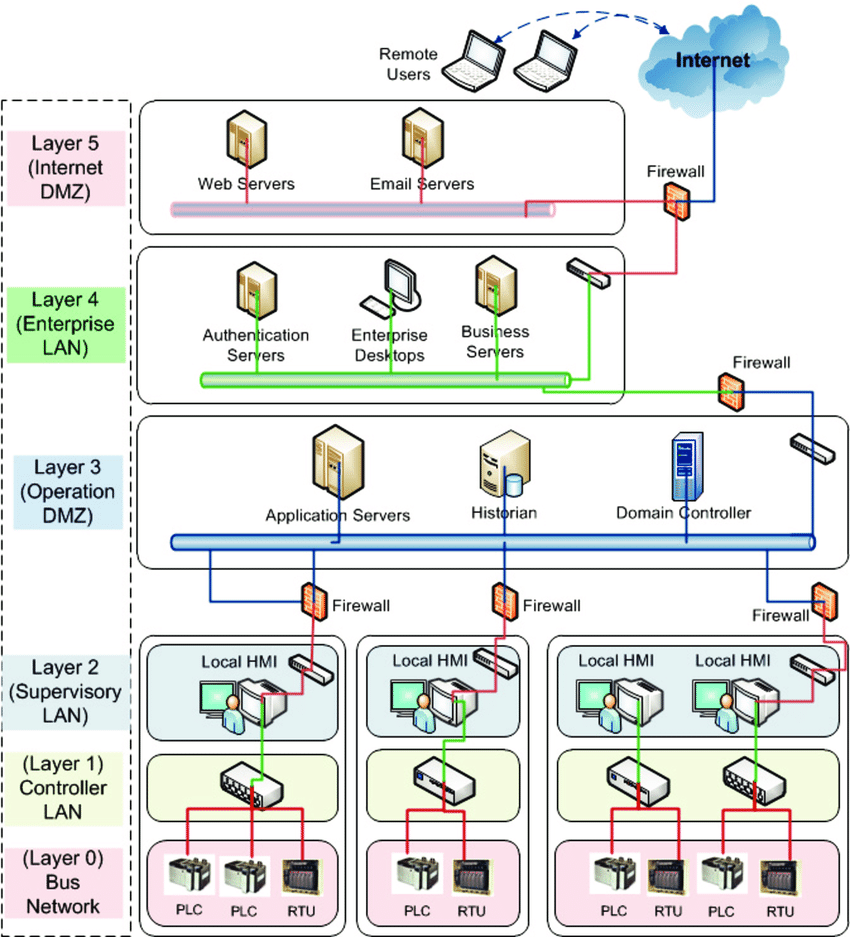 Remote
Users
Internet
Layer 5
(Internet
DMZ)
Web Servers
Email Servers
Firewall
Layer 4
(Enterprise
LAN)
Authentication
Servers
Enterprise
Desktops
Business
Servers
Firewall
Layer 3
(Operation
DMZ)
Application Servers
Historian
Domain Controller
Firewall
Firewall
Firewall
Layer 2
(Supervisory
LAN)
Local HMI
Local HMI
Local HMI
Local HMI
(Layer 1)
Controller
LAN
(Layer 0)
Bus
Network
PLC
PLC
RTU
PLC
RTU
PLC
RTU
PLC
RTU